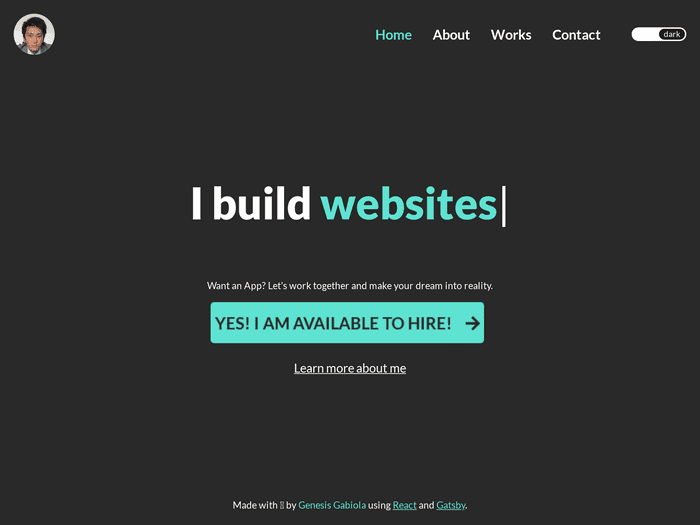 Home About Works Contact dark
I build websites
Want an App? Let's work together and make your dream into reality.
YES! I AM AVAILABLE TO HIRE!
Learn more about me
Made with by Genesis Gabiola using React and Gatsby.